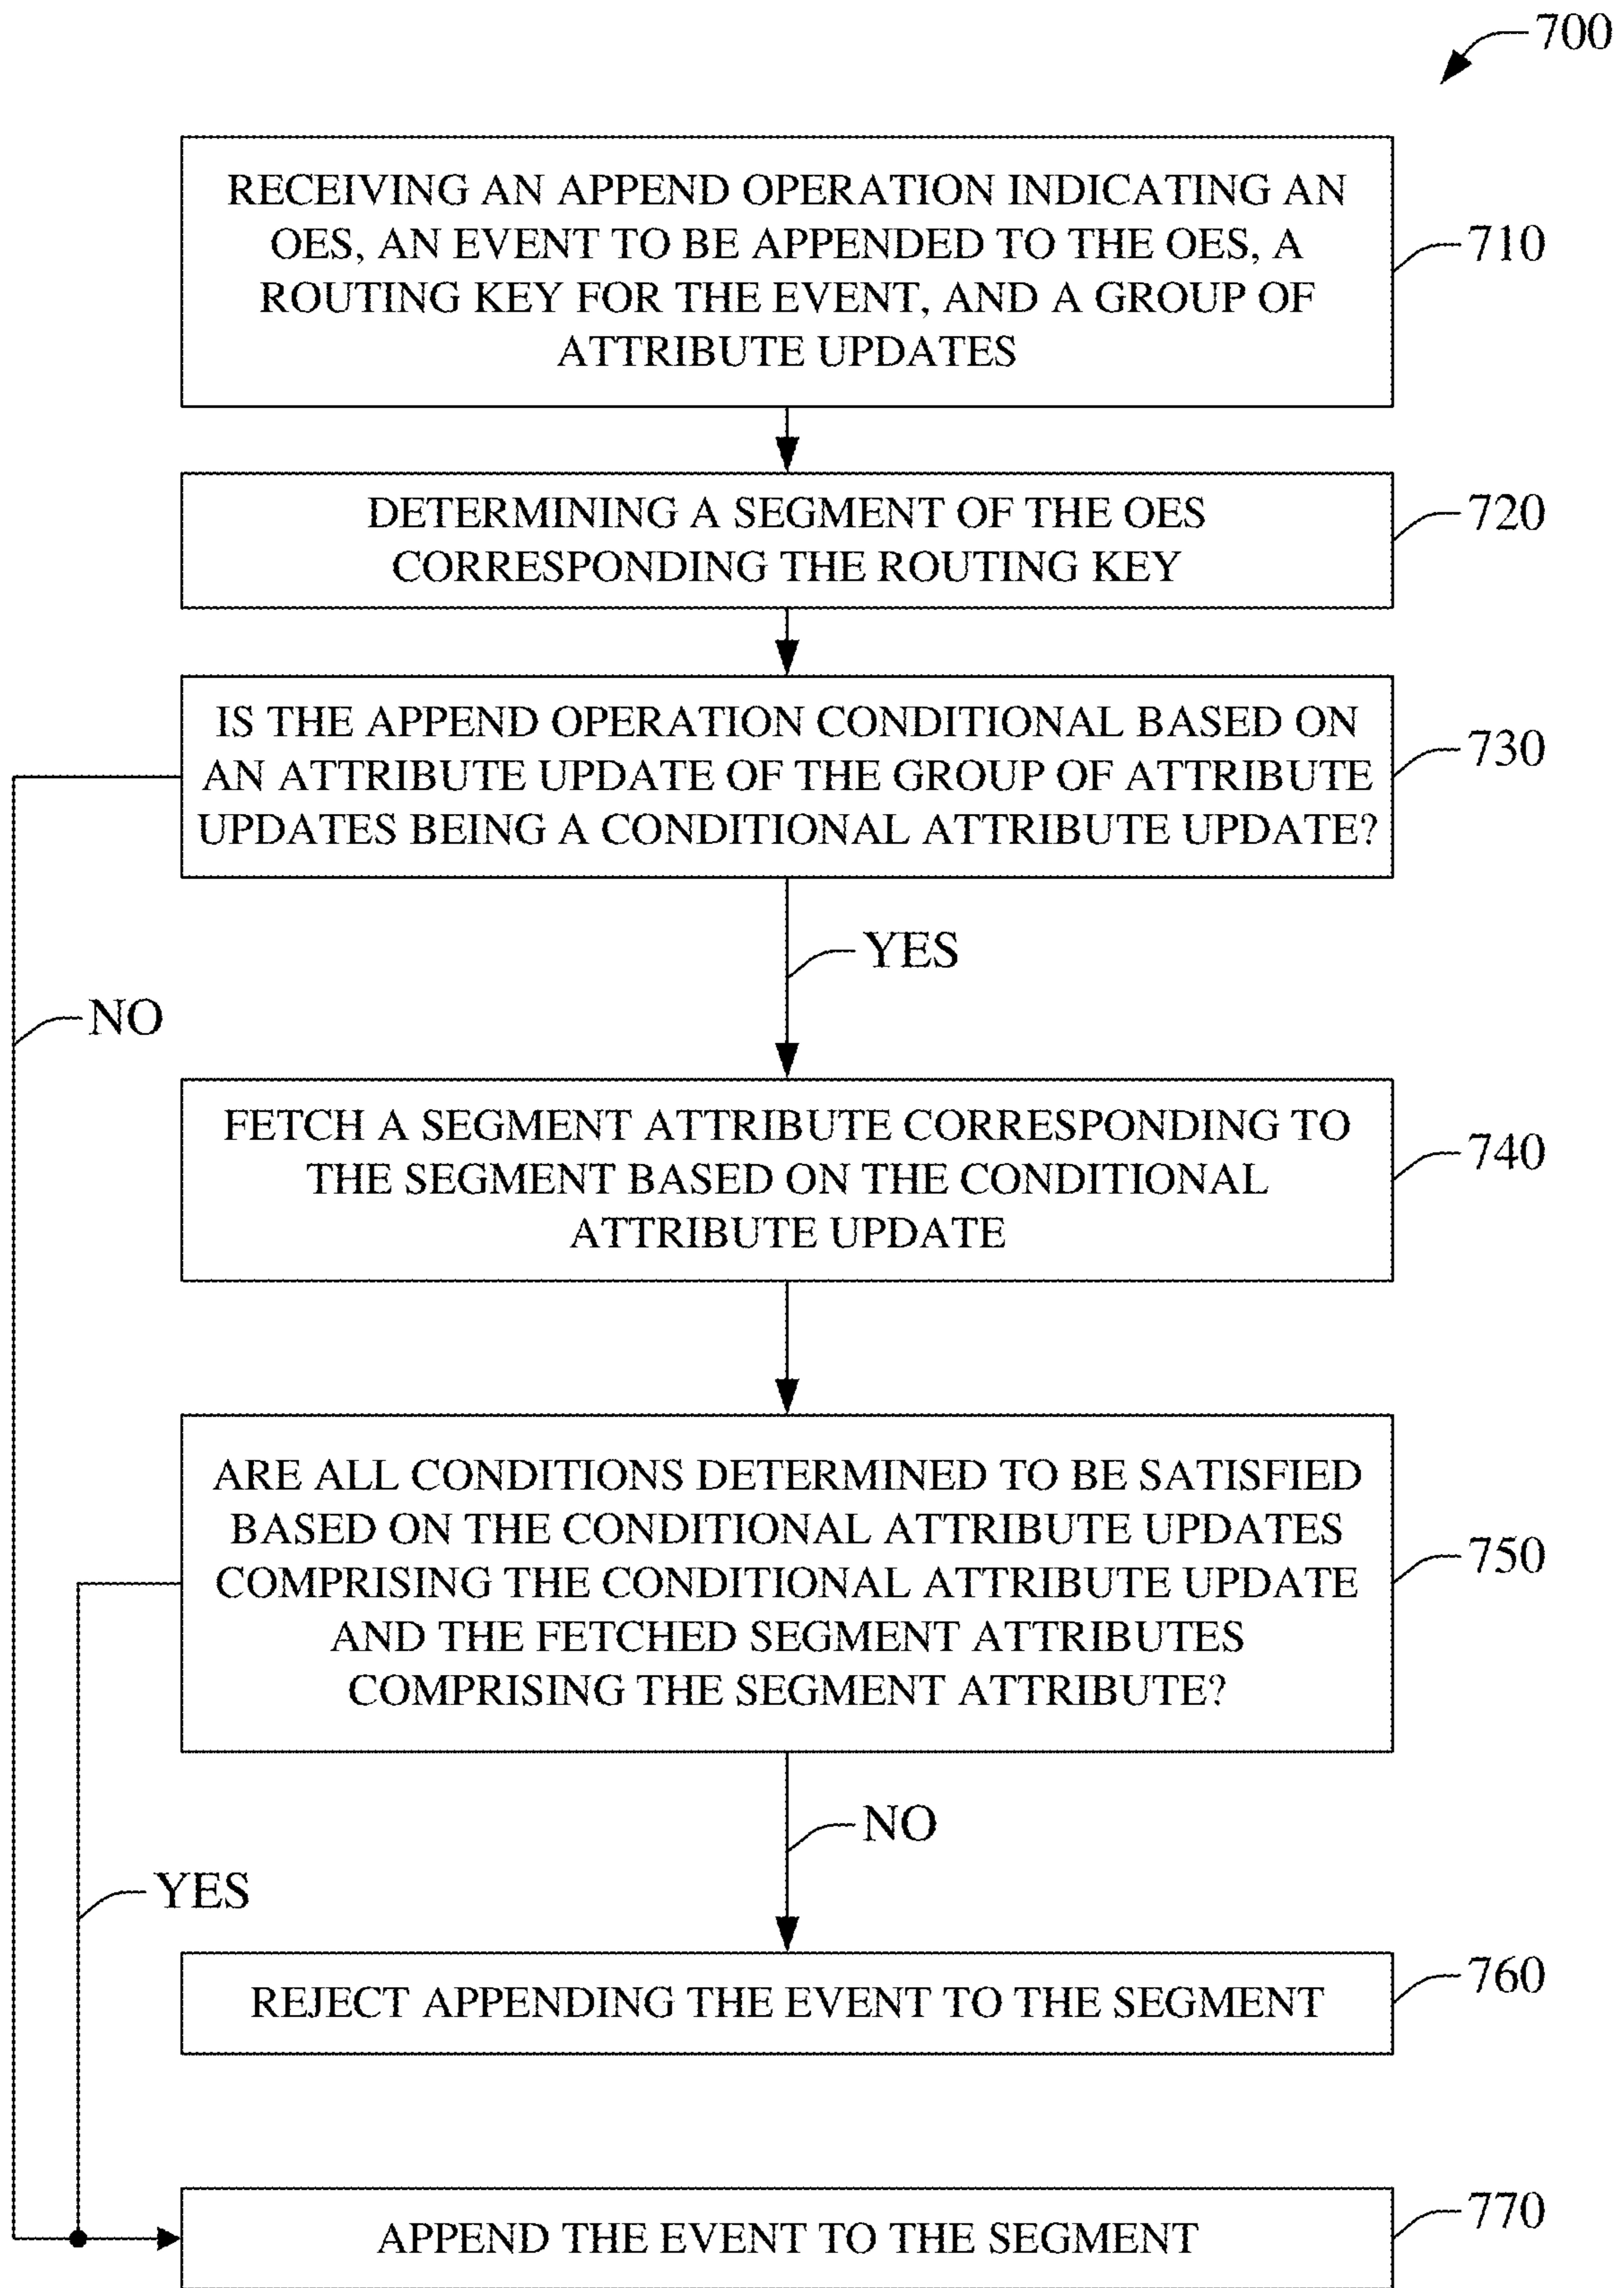 700
RECEIVING AN APPEND OPERATION INDICATING AN
OES, AN EVENT TO BE APPENDED TO THE OES, A
ROUTING KEY FOR THE EVENT, AND A GROUP OF
ATTRIBUTE UPDATES
710
DETERMINING A SEGMENT OF THE OES
CORRESPONDING THE ROUTING KEY
720
IS THE APPEND OPERATION CONDITIONAL BASED ON
AN ATTRIBUTE UPDATE OF THE GROUP OF ATTRIBUTE
UPDATES BEING A CONDITIONAL ATTRIBUTE UPDATE?
730
YES
NO
FETCH A SEGMENT ATTRIBUTE CORRESPONDING TO
THE SEGMENT BASED ON THE CONDITIONAL
ATTRIBUTE UPDATE
740
ARE ALL CONDITIONS DETERMINED TO BE SATISFIED
BASED ON THE CONDITIONAL ATTRIBUTE UPDATES
COMPRISING THE CONDITIONAL ATTRIBUTE UPDATE
AND THE FETCHED SEGMENT ATTRIBUTES
COMPRISING THE SEGMENT ATTRIBUTE?
750
NO
YES
REJECT APPENDING THE EVENT TO THE SEGMENT
760
APPEND THE EVENT TO THE SEGMENT
770